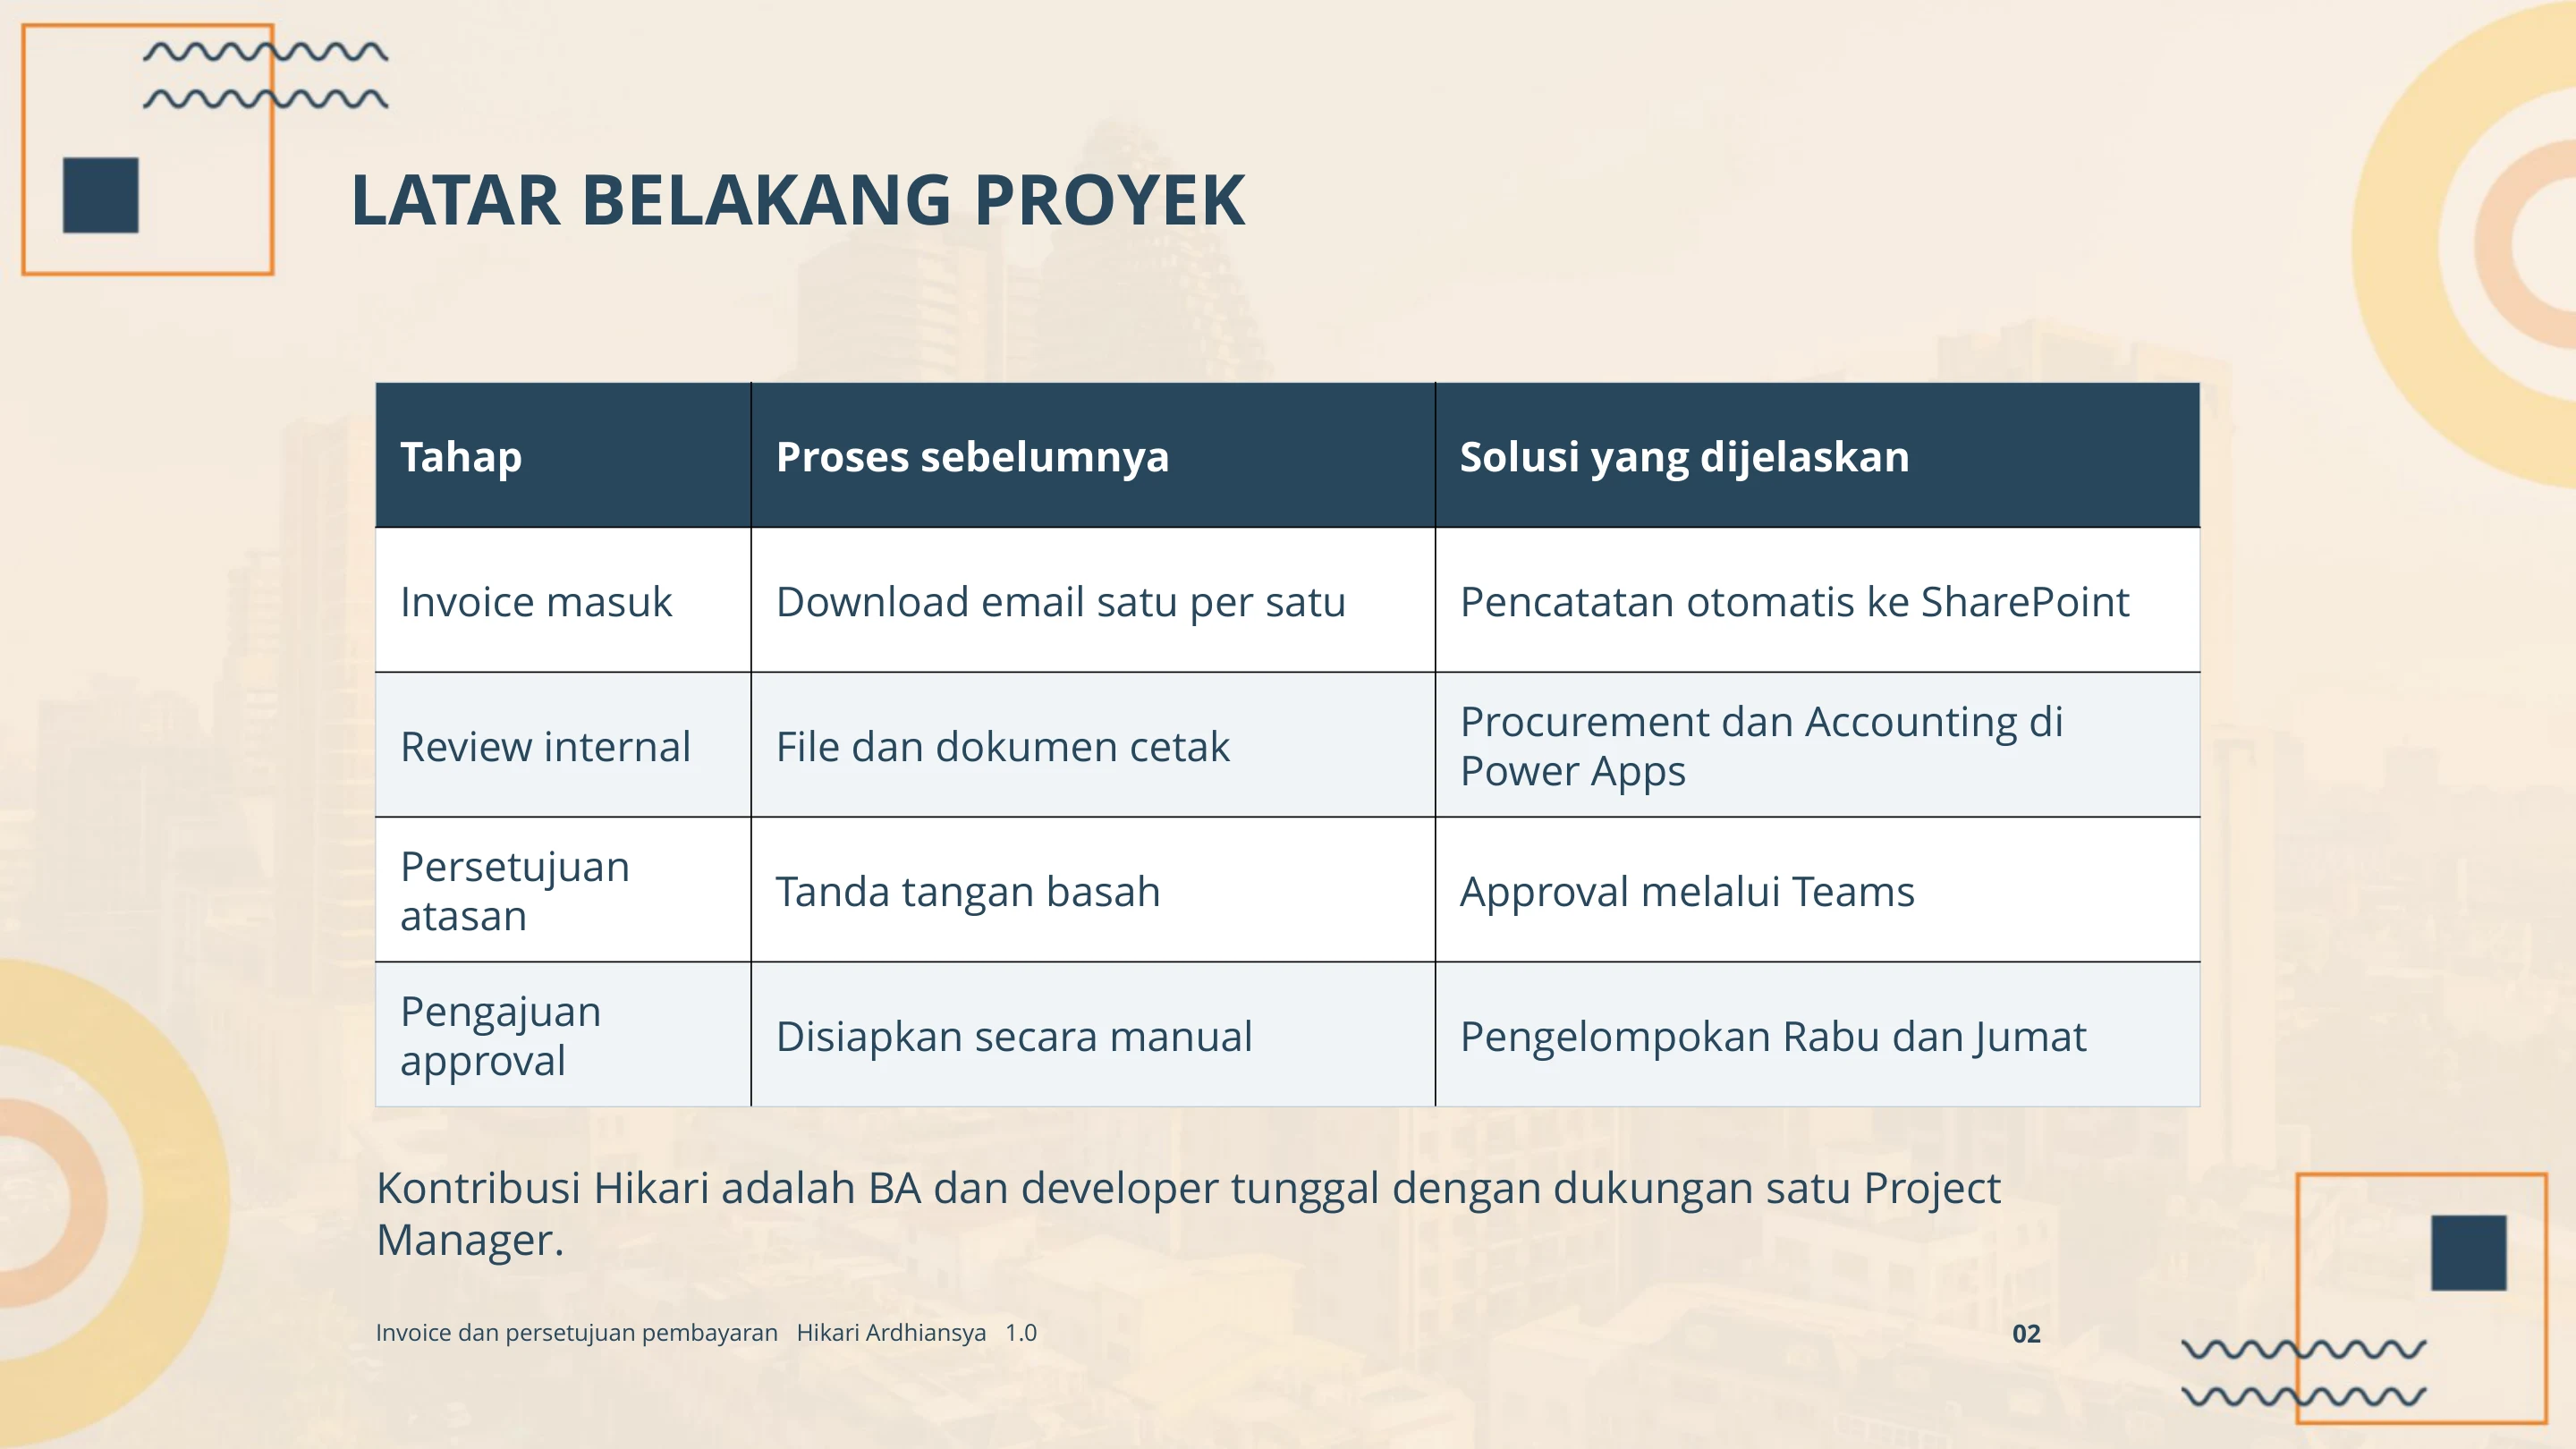 LATAR BELAKANG PROYEK
Tahap
Proses sebelumnya
Solusi yang dijelaskan
Invoice masuk
Download email satu per satu
Pencatatan otomatis ke SharePoint
Review internal
File dan dokumen cetak
Procurement dan Accounting di
Power Apps
Persetujuan
atasan
Tanda tangan basah
Approval melalui Teams
Pengajuan
approval
Disiapkan secara manual
Pengelompokan Rabu dan Jumat
Kontribusi Hikari adalah BA dan developer tunggal dengan dukungan satu Project
Manager.
Invoice dan persetujuan pembayaran   Hikari Ardhiansya   1.0
02